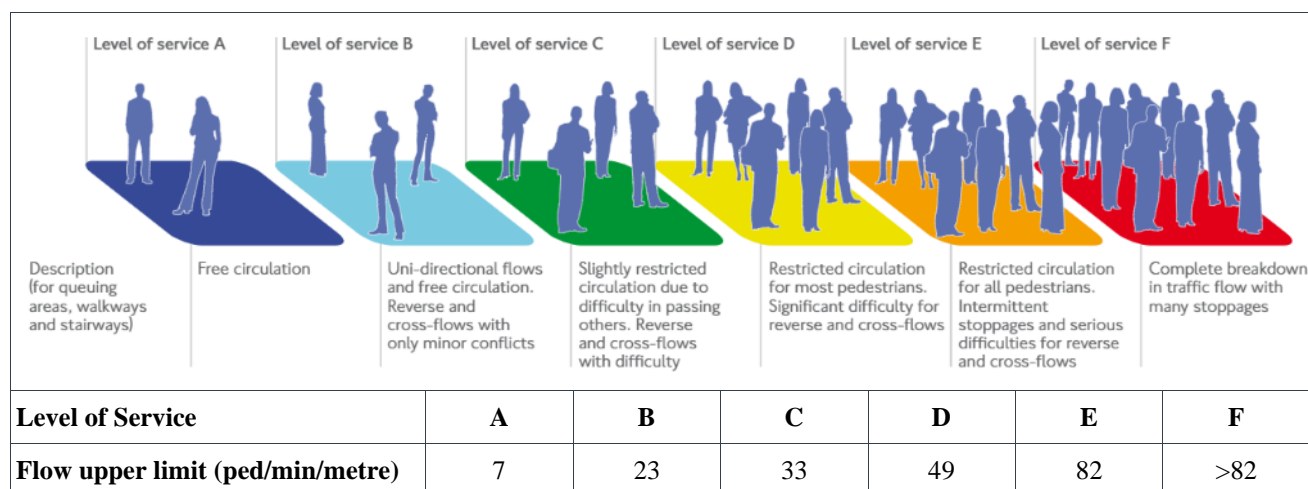 Level of service A
Level of service B
Level of service C
Level of service D
Level of service E
Level of service F
Description
(for queuing
areas, walkways
and stairways)
Free circulation
Uni-directional flows
and free circulation.
Reverse and
cross-flows with
only minor conflicts
Slightly restricted
circulation due to
difficulty in passing
others. Reverse
and cross-flows
with difficulty
Restricted circulation
for most pedestrians.
Significant difficulty for
reverse and cross-flows
Restricted circulation
for all pedestrians.
Intermittent
stoppages and serious
difficulties for reverse
and cross-flows
Complete breakdown
in traffic flow with
many stoppages
Level of Service A B C D E F
Flow upper limit (ped/min/metre) 7 23 33 49 82 >82